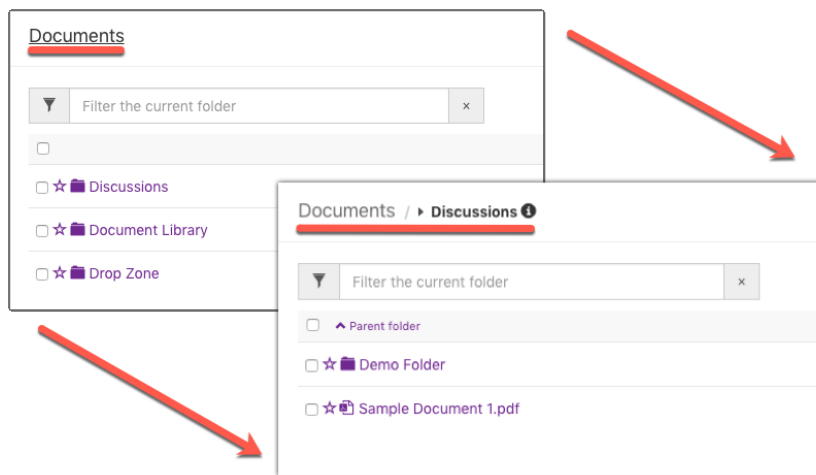 Documents
Filter the current folder ×
Discussions
Document Library
Drop Zone
Documents / Discussions
Filter the current folder ×
Parent folder
Demo Folder
Sample Document 1.pdf